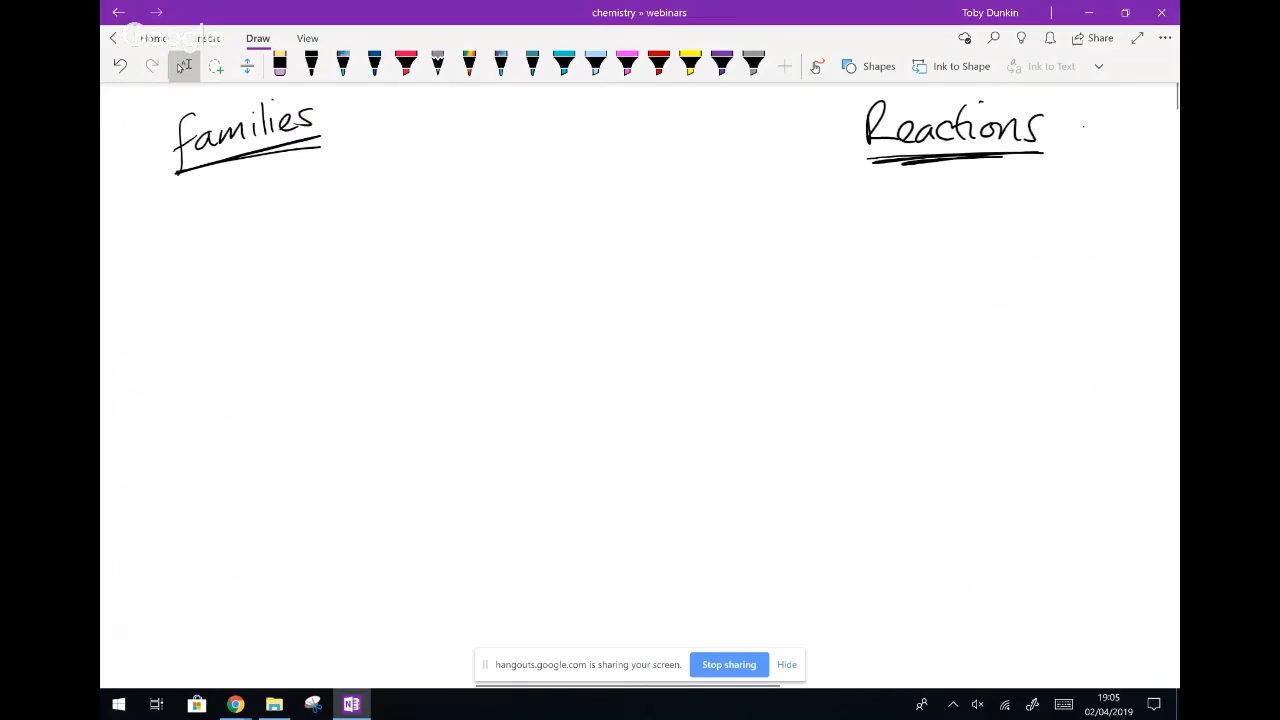 chemistry » webinars
Toby Dunkin
Google
Home
Insert
Draw
View
Share
Shapes
Ink to Shape
Ink to Text
families
Reactions
hangouts.google.com is sharing your screen.
Stop sharing
Hide
19:05
02/04/2019